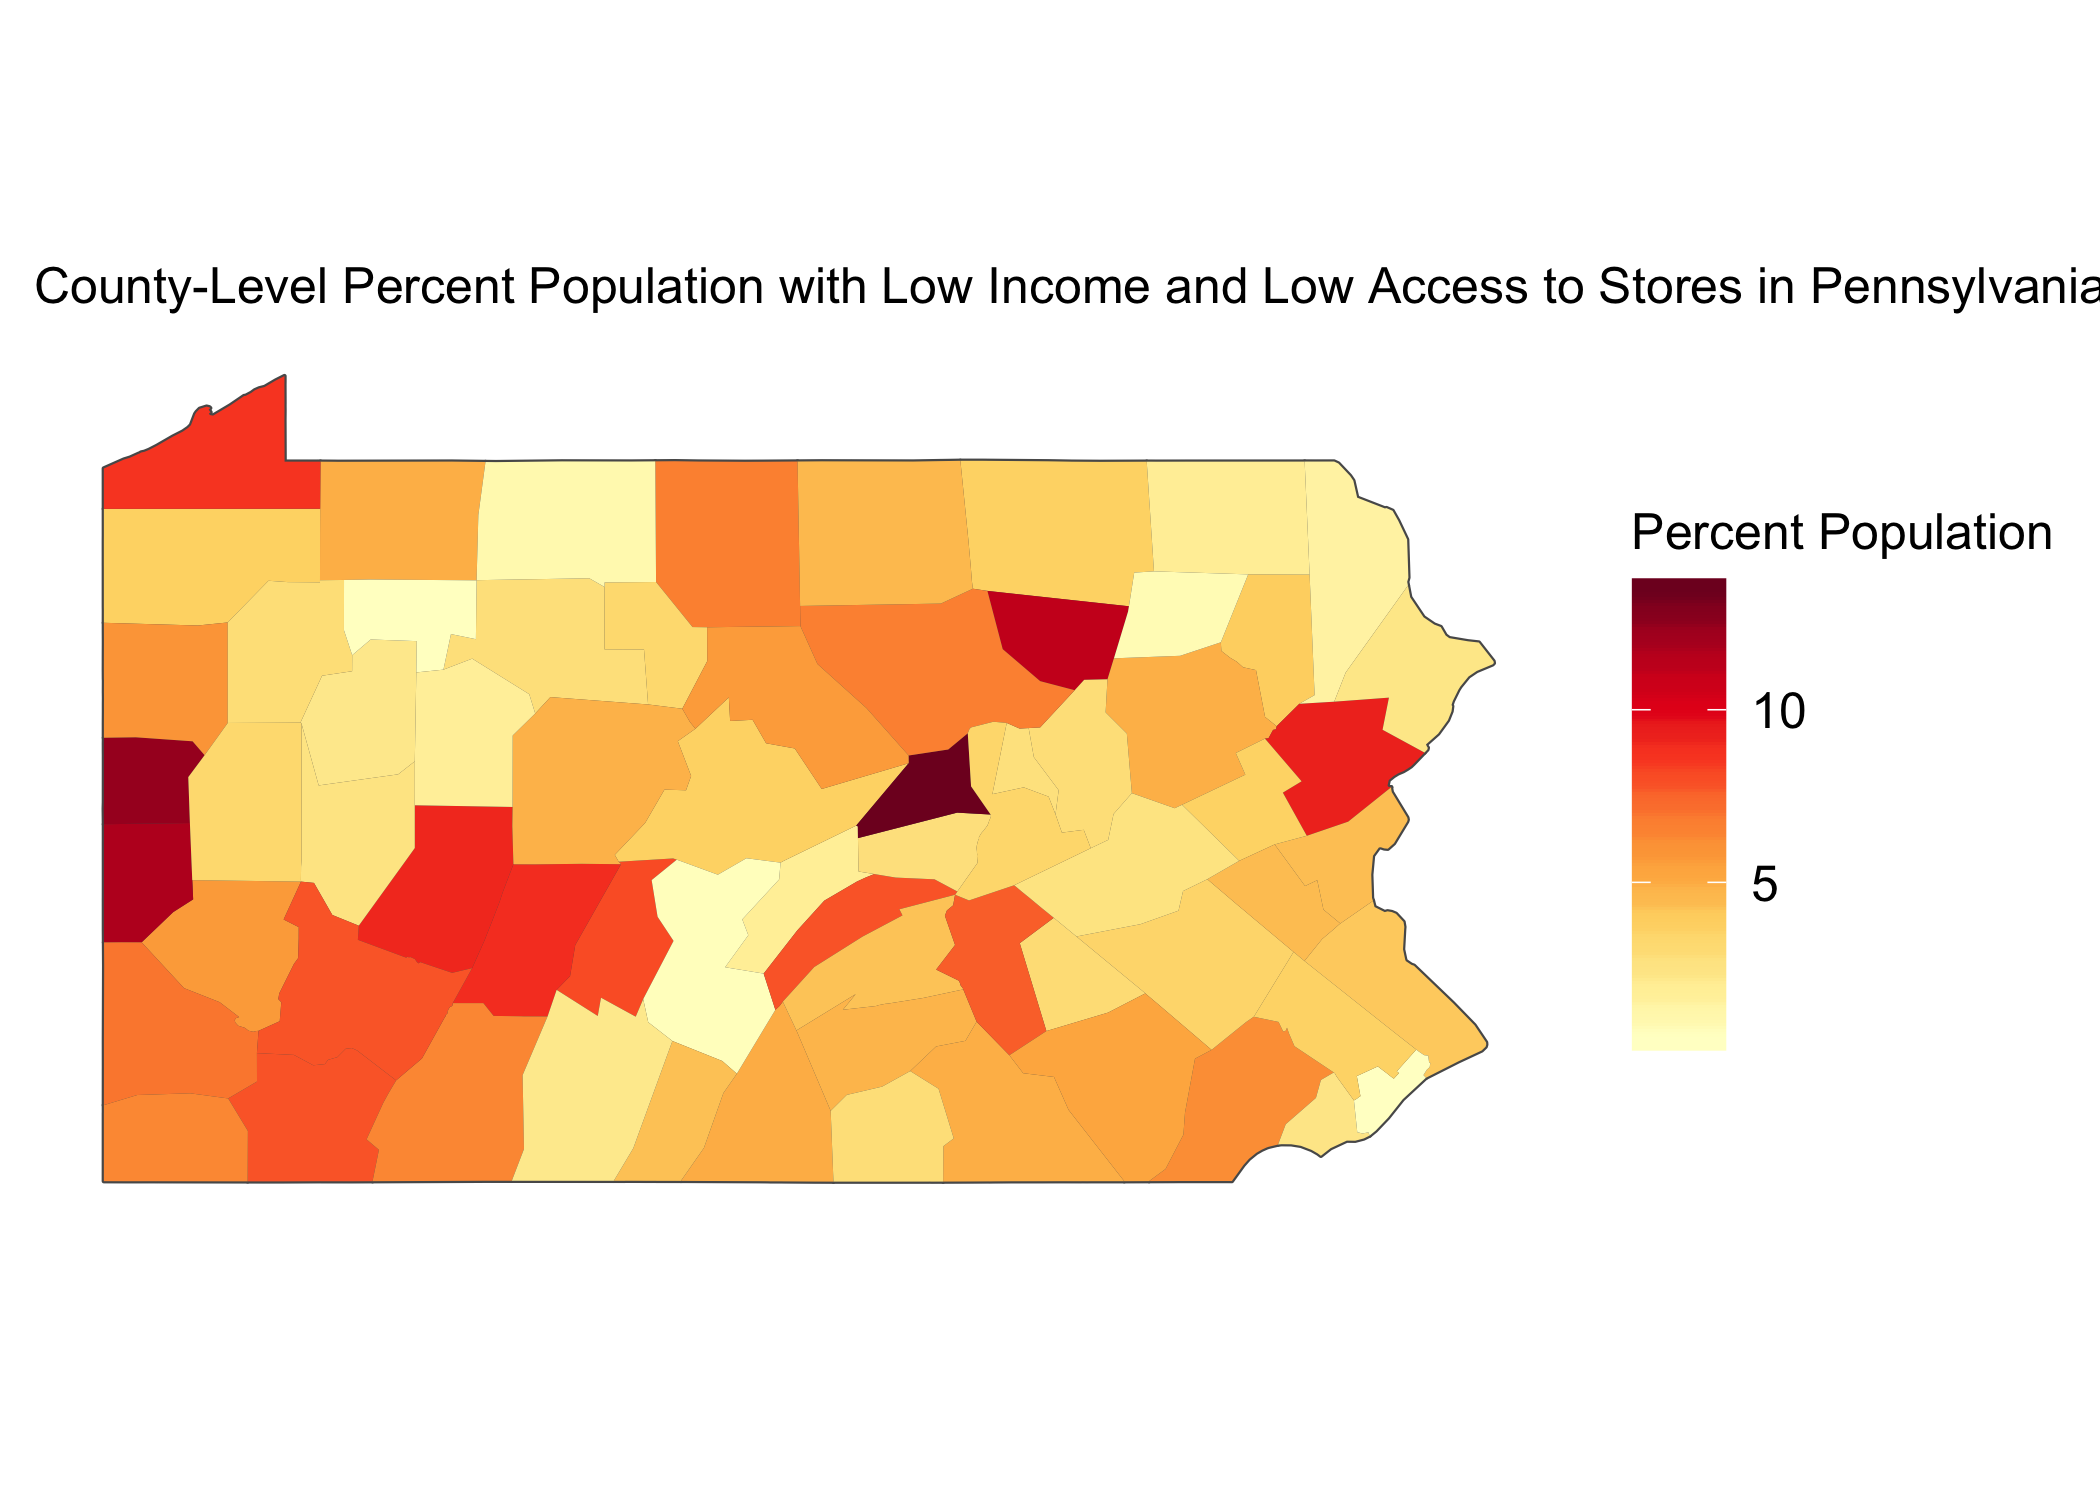 County-Level Percent Population with Low Income and Low Access to Stores in Pennsylvania
Percent Population
10
5